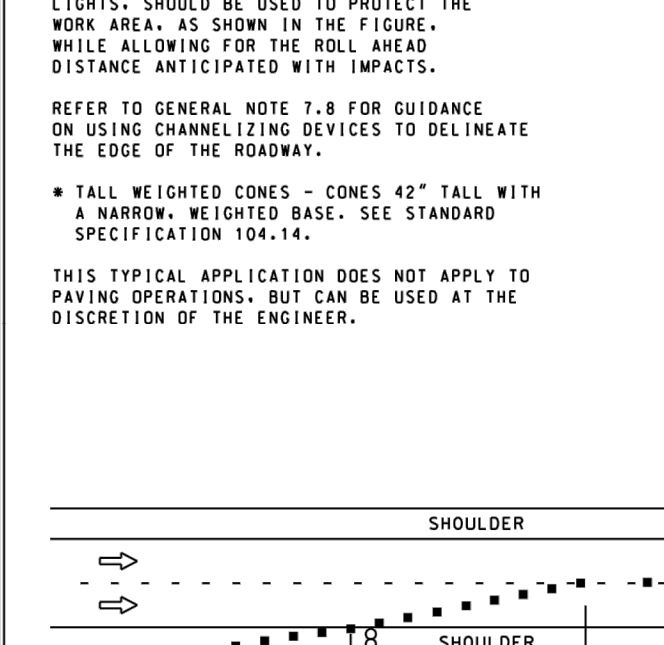 LIGHTS, SHOULD BE USED TO PROTECT THE
WORK AREA, AS SHOWN IN THE FIGURE,
WHILE ALLOWING FOR THE ROLL AHEAD
DISTANCE ANTICIPATED WITH IMPACTS.
REFER TO GENERAL NOTE 7.8 FOR GUIDANCE
ON USING CHANNELIZING DEVICES TO DELINEATE
THE EDGE OF THE ROADWAY.
* TALL WEIGHTED CONES - CONES 42" TALL WITH
A NARROW, WEIGHTED BASE. SEE STANDARD
SPECIFICATION 104.14.
THIS TYPICAL APPLICATION DOES NOT APPLY TO
PAVING OPERATIONS, BUT CAN BE USED AT THE
DISCRETION OF THE ENGINEER.
SHOULDER
SHOULDER